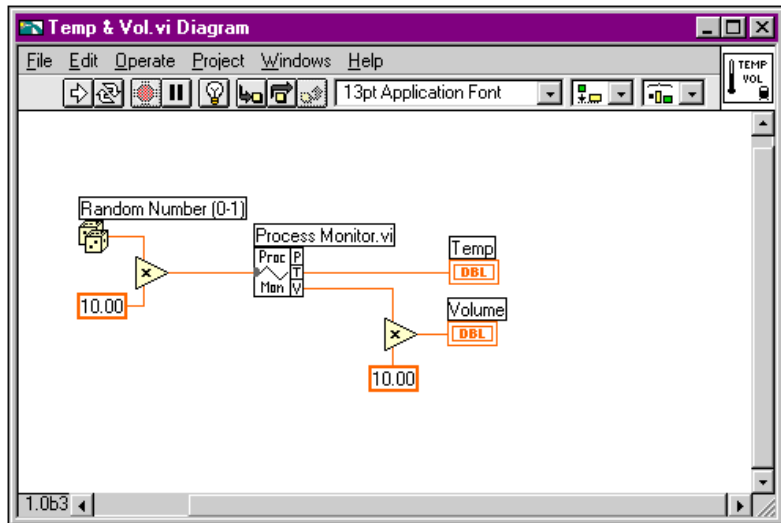 Temp & Vol.vi Diagram
File Edit Operate Project Windows Help
TEMP
VOL
13pt Application Font
Random Number (0-1)
Process Monitor.vi
Proc P
T
Mon V
Temp
DBL
x
10.00
Volume
DBL
x
10.00
1.0b3